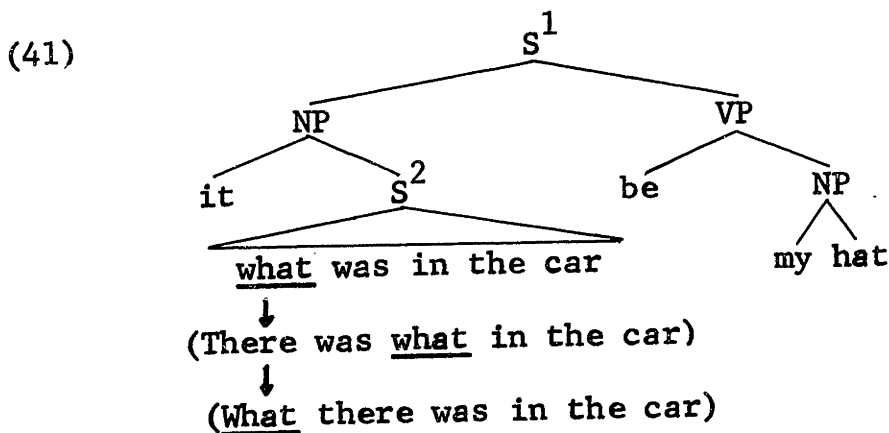 (41)
S1
NP VP
it S2 be NP
what was in the car my hat
(There was what in the car)
(What there was in the car)